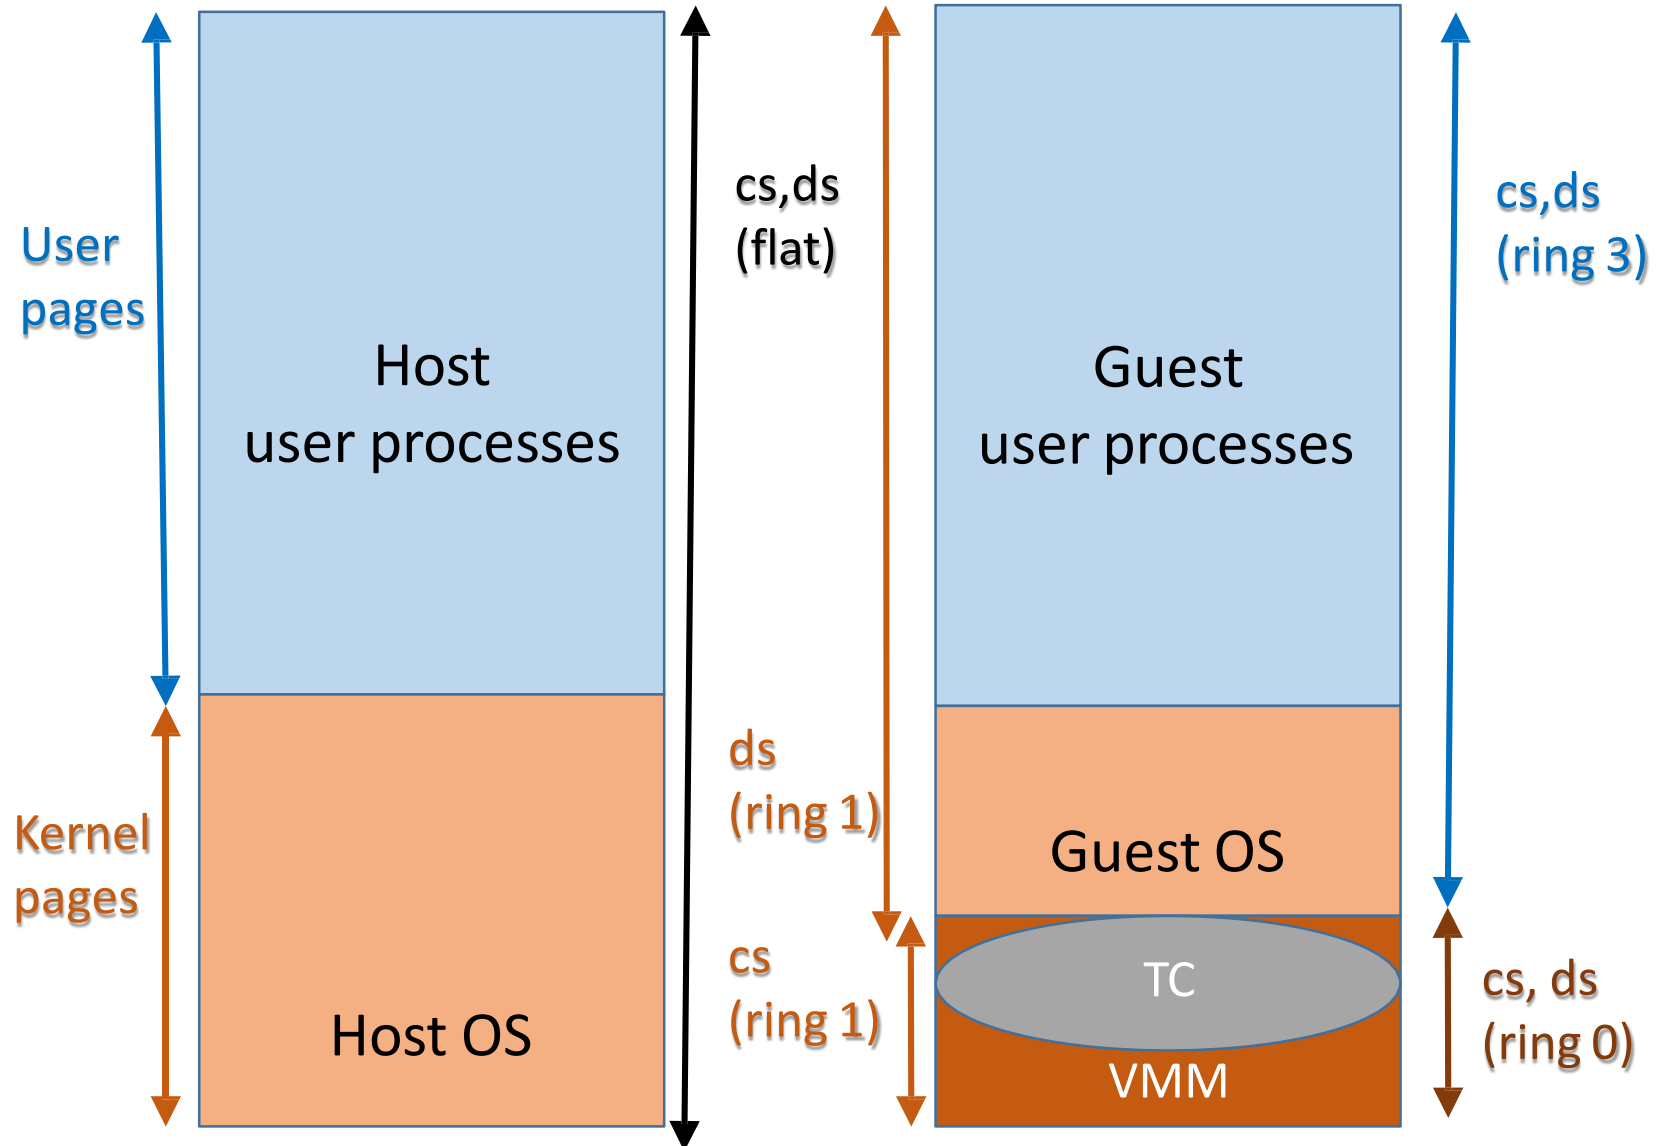 User
pages
Kernel
pages
Host
user processes
Host OS
cs,ds
(flat)
ds
(ring 1)
cs
(ring 1)
Guest
user processes
Guest OS
TC
VMM
cs,ds
(ring 3)
cs, ds
(ring 0)